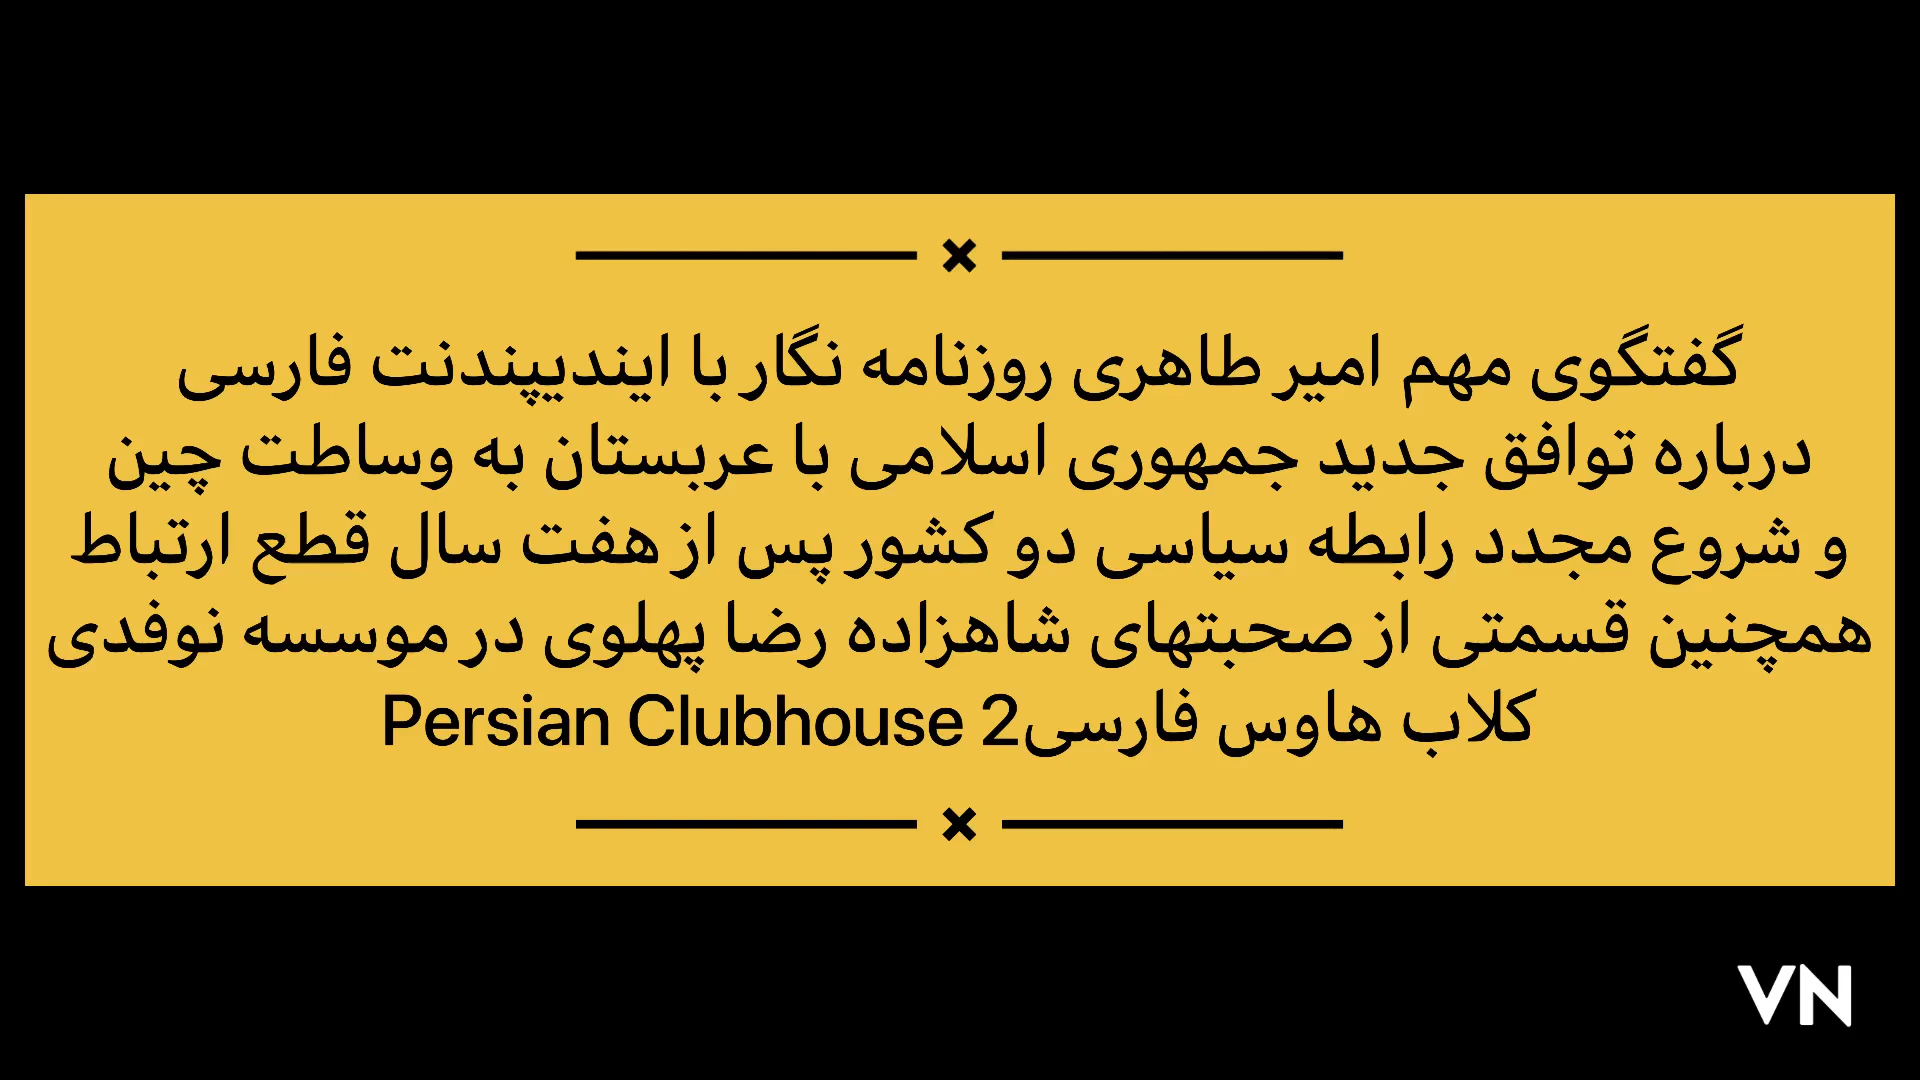 گفتگوی مهم امیر طاهری روزنامه نگار با ایندیپندنت فارسی
درباره توافق جدید جمهوری اسلامی با عربستان به وساطت چین
و شروع مجدد رابطه سیاسی دو کشور پس از هفت سال قطع ارتباط
همچنین قسمتی از صحبتهای شاهزاده رضا پهلوی در موسسه نوفدی
کلاب هاوس فارسی2 Persian Clubhouse
VN